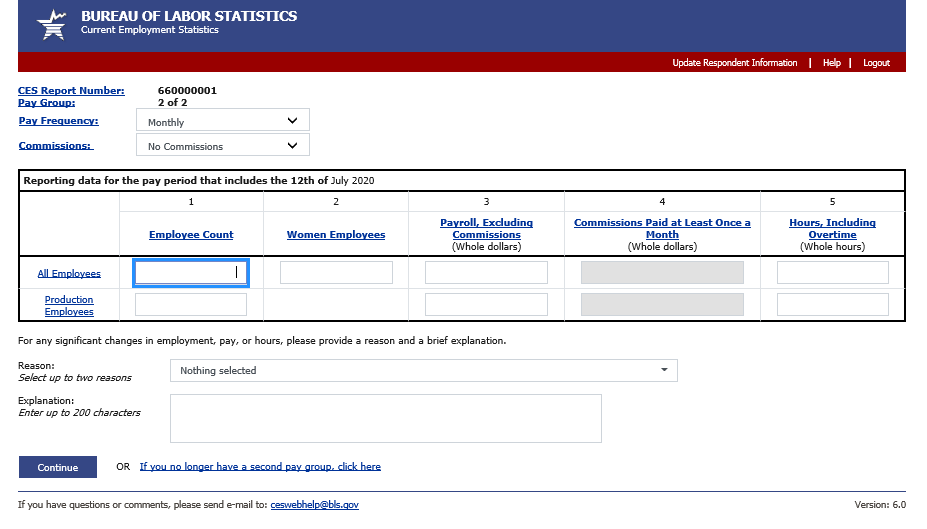 BUREAU OF LABOR STATISTICS
Current Employment Statistics
Update Respondent Information | Help | Logout
CES Report Number: 660000001
Pay Group: 2 of 2
Pay Frequency: Monthly
Commissions: No Commissions
Reporting data for the pay period that includes the 12th of July 2020
1 2 3 4 5
Employee Count
Women Employees
Payroll, Excluding
Commissions
(Whole dollars)
Commissions Paid at Least Once a
Month
(Whole dollars)
Hours, Including
Overtime
(Whole hours)
All Employees
Production
Employees
For any significant changes in employment, pay, or hours, please provide a reason and a brief explanation.
Reason:
Select up to two reasons
Nothing selected
Explanation:
Enter up to 200 characters
Continue OR If you no longer have a second pay group, click here
If you have questions or comments, please send e-mail to: ceswebhelp@bls.gov Version: 6.0